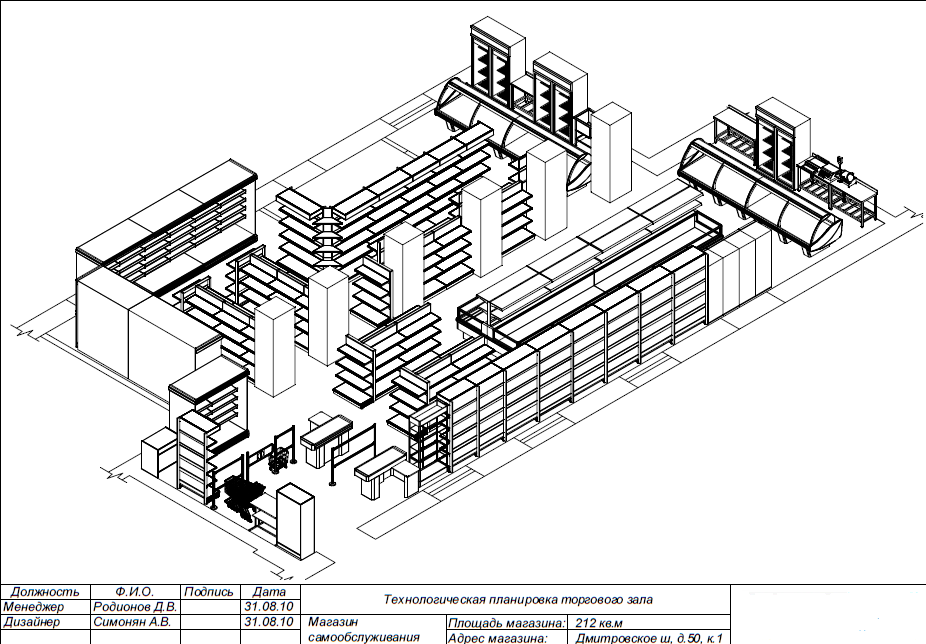 Должность Ф.И.О. Подпись Дата
Менеджер Родионов Д.В. 31.08.10
Дизайнер Симонян А.В. 31.08.10
Технологическая планировка торгового зала
Магазин самообслуживания
Площадь магазина: 212 кв.м
Адрес магазина: Дмитровское ш, д.50, к.1